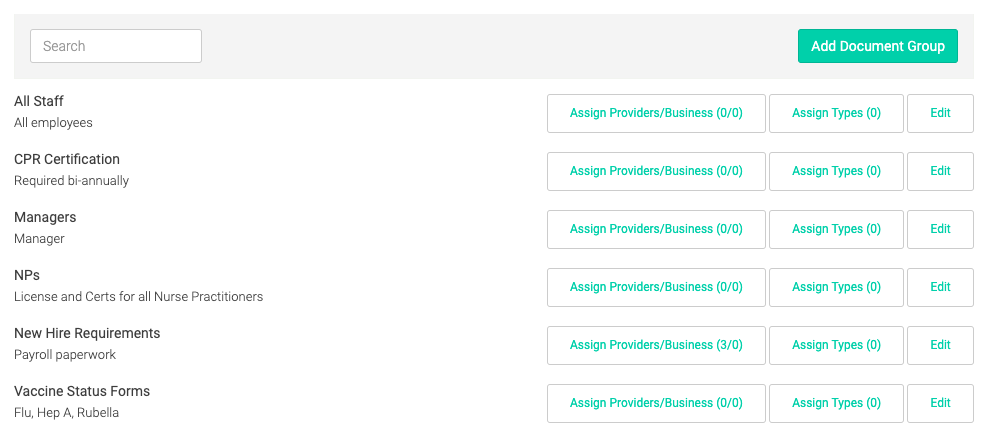 Search
Add Document Group
All Staff
All employees
Assign Providers/Business (0/0)
Assign Types (0)
Edit
CPR Certification
Required bi-annually
Assign Providers/Business (0/0)
Assign Types (0)
Edit
Managers
Manager
Assign Providers/Business (0/0)
Assign Types (0)
Edit
NPs
License and Certs for all Nurse Practitioners
Assign Providers/Business (0/0)
Assign Types (0)
Edit
New Hire Requirements
Payroll paperwork
Assign Providers/Business (3/0)
Assign Types (0)
Edit
Vaccine Status Forms
Flu, Hep A, Rubella
Assign Providers/Business (0/0)
Assign Types (0)
Edit